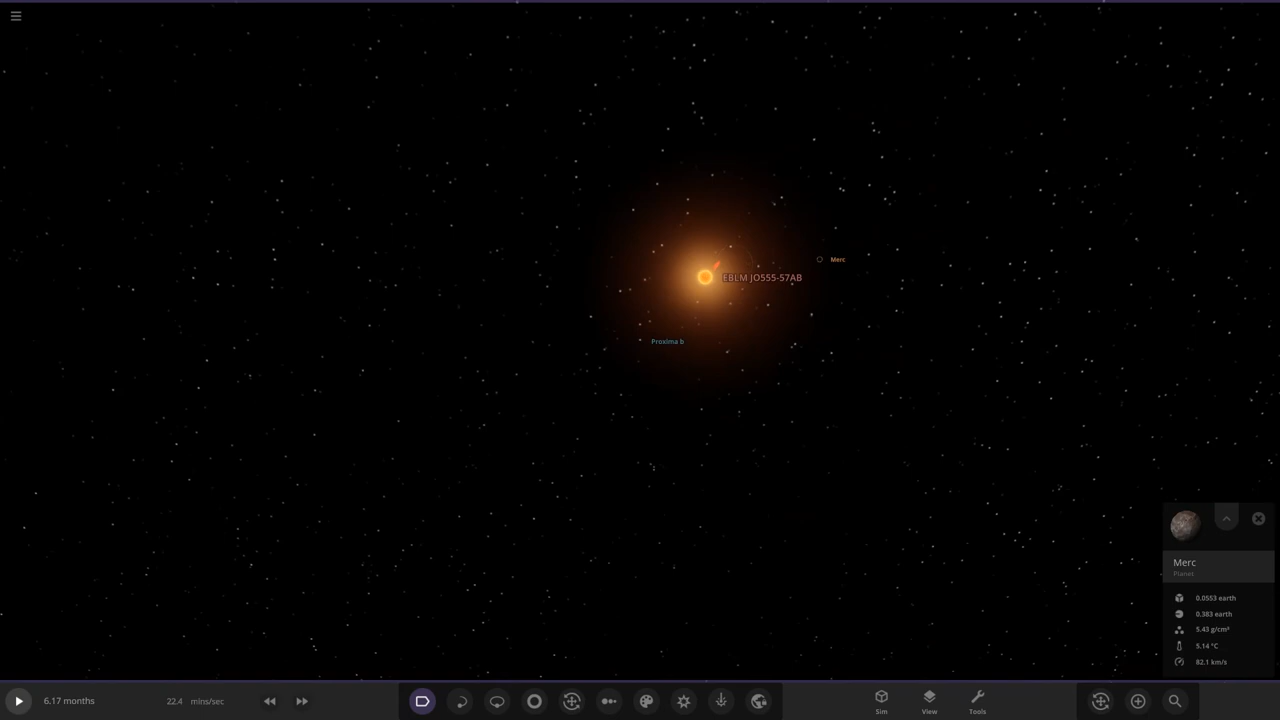 Merc
EBLM JO555-57AB
Proxima b
Merc
Planet
0.0553 earth
0.383 earth
5.43 g/cm³
5.14 °C
82.1 km/s
6.17 months
22.4 mins/sec
Sim
View
Tools